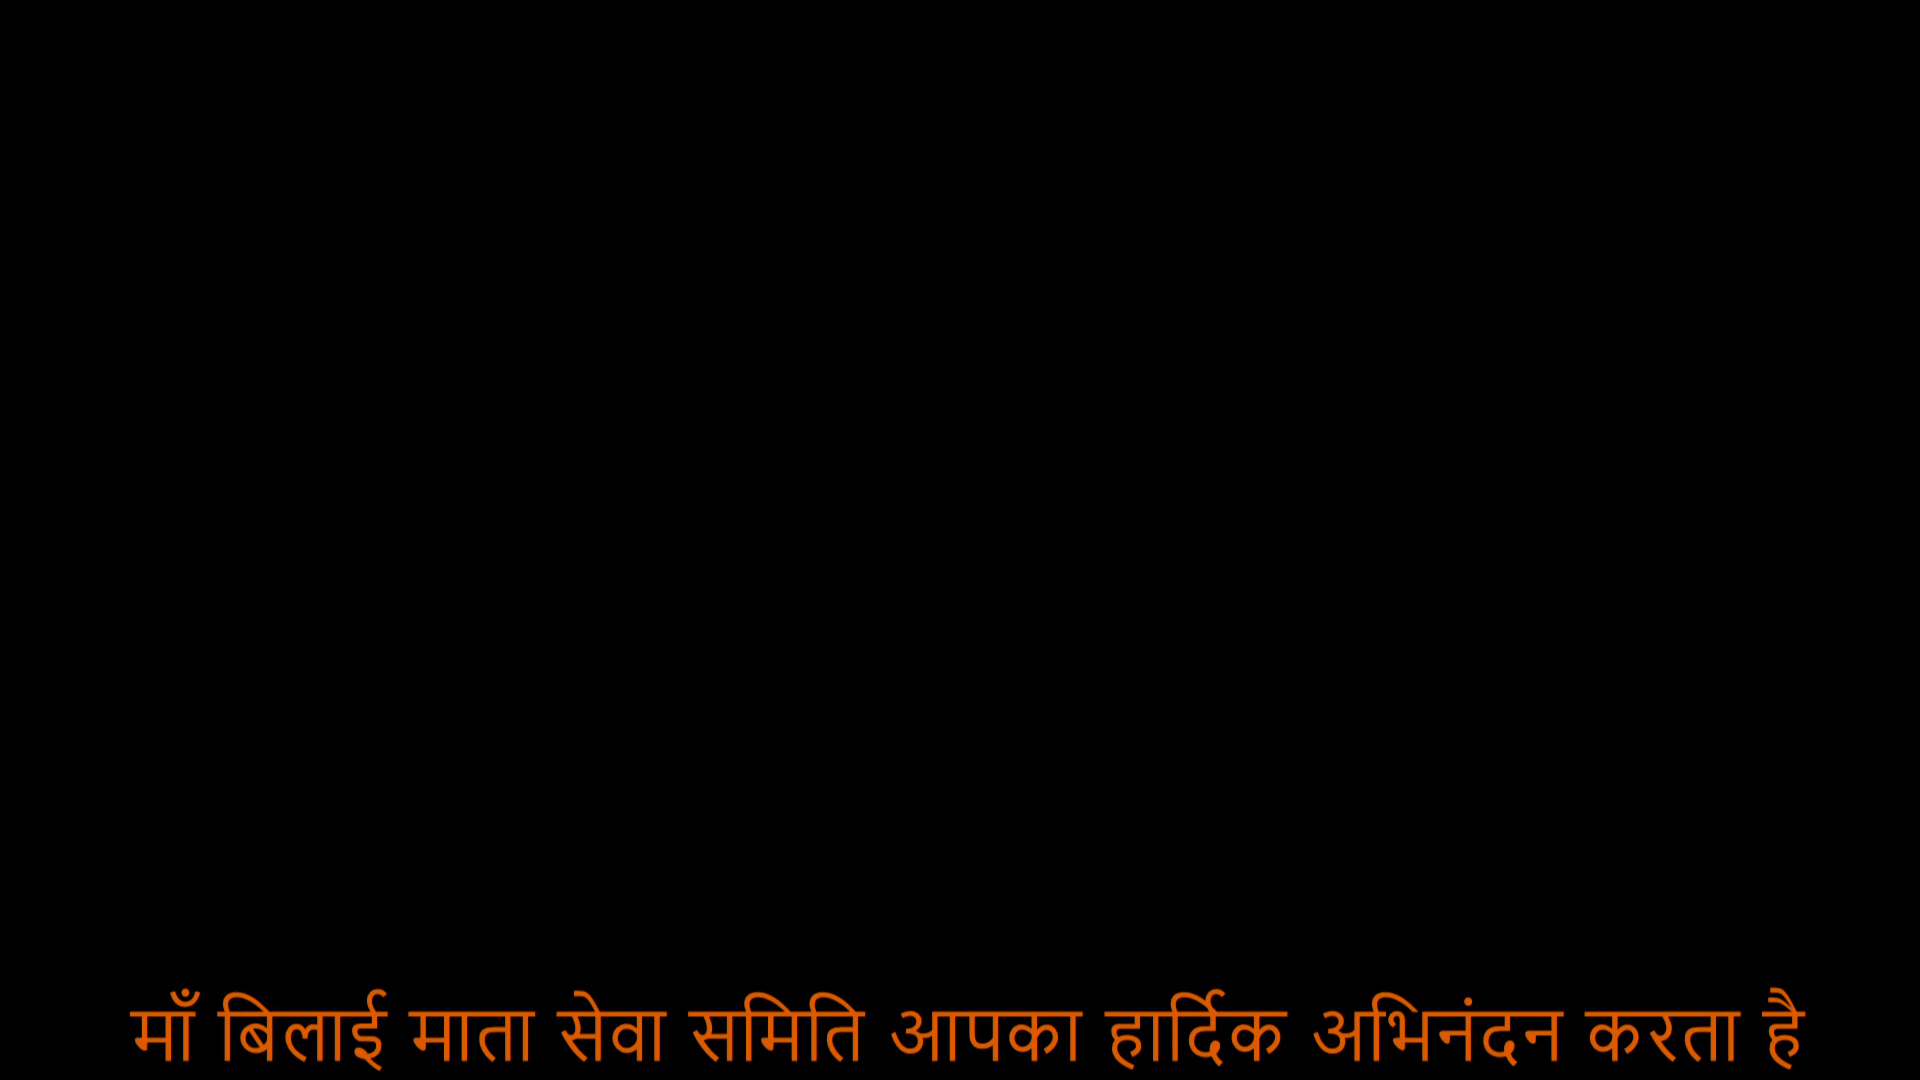 माँ बिलाई माता सेवा समिति आपका हार्दिक अभिनंदन करता है